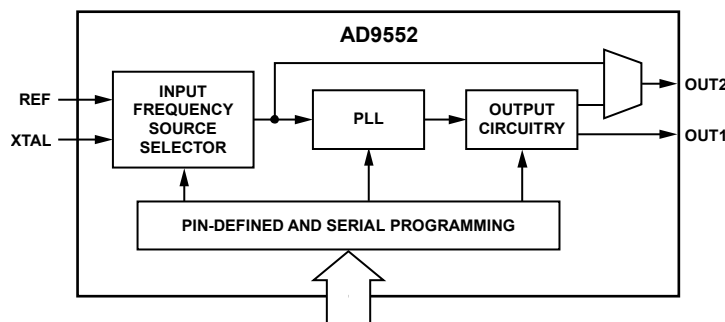 AD9552
REF
XTAL
INPUT
FREQUENCY
SOURCE
SELECTOR
PLL
OUTPUT
CIRCUITRY
OUT2
OUT1
PIN-DEFINED AND SERIAL PROGRAMMING